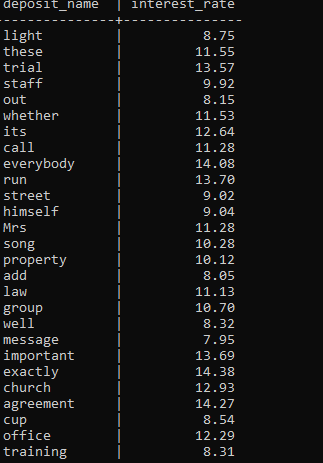 deposit_name | interest_rate
---------------+---------------
light | 8.75
these | 11.55
trial | 13.57
staff | 9.92
out | 8.15
whether | 11.53
its | 12.64
call | 11.28
everybody | 14.08
run | 13.70
street | 9.02
himself | 9.04
Mrs | 11.28
song | 10.28
property | 10.12
add | 8.05
law | 11.13
group | 10.70
well | 8.32
message | 7.95
important | 13.69
exactly | 14.38
church | 12.93
agreement | 14.27
cup | 8.54
office | 12.29
training | 8.31